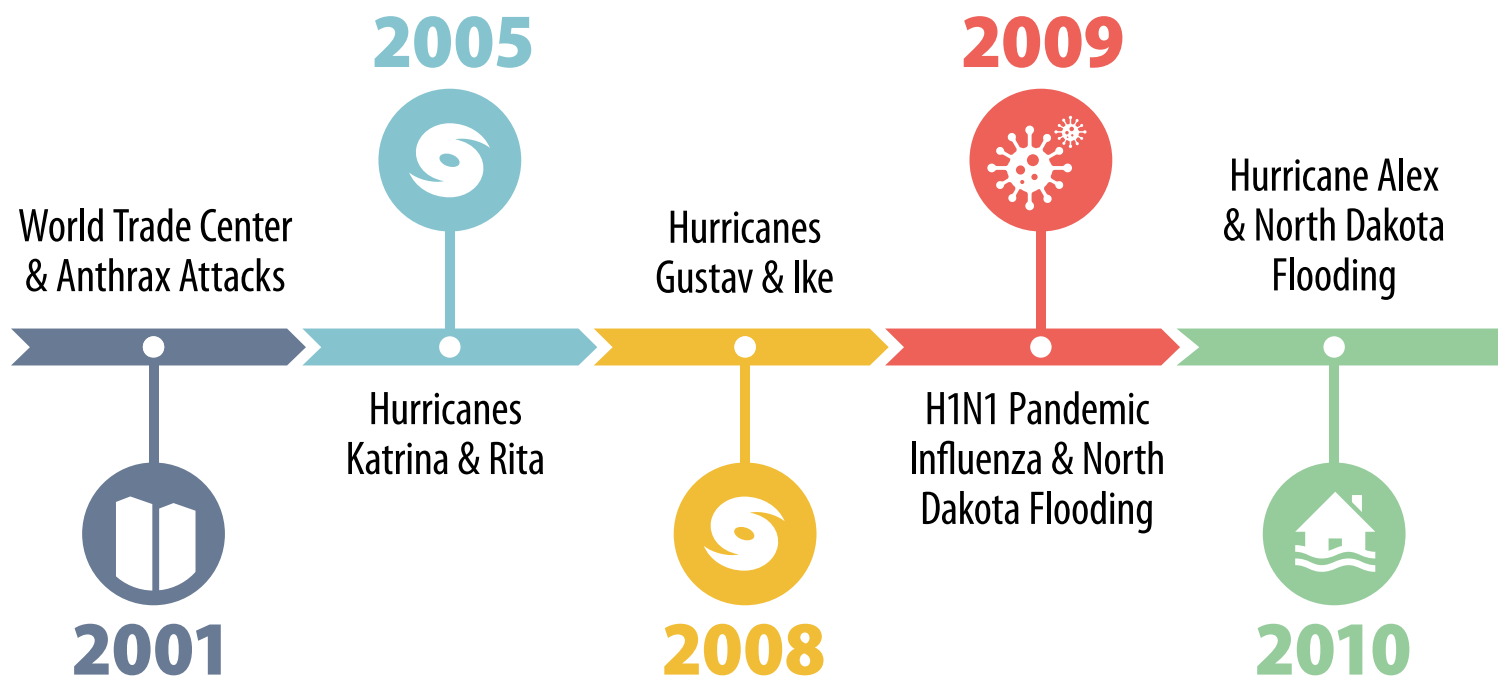 2005
2009
World Trade Center
& Anthrax Attacks
Hurricanes
Gustav & Ike
Hurricane Alex
& North Dakota
Flooding
Hurricanes
Katrina & Rita
H1N1 Pandemic
Influenza & North
Dakota Flooding
2001
2008
2010